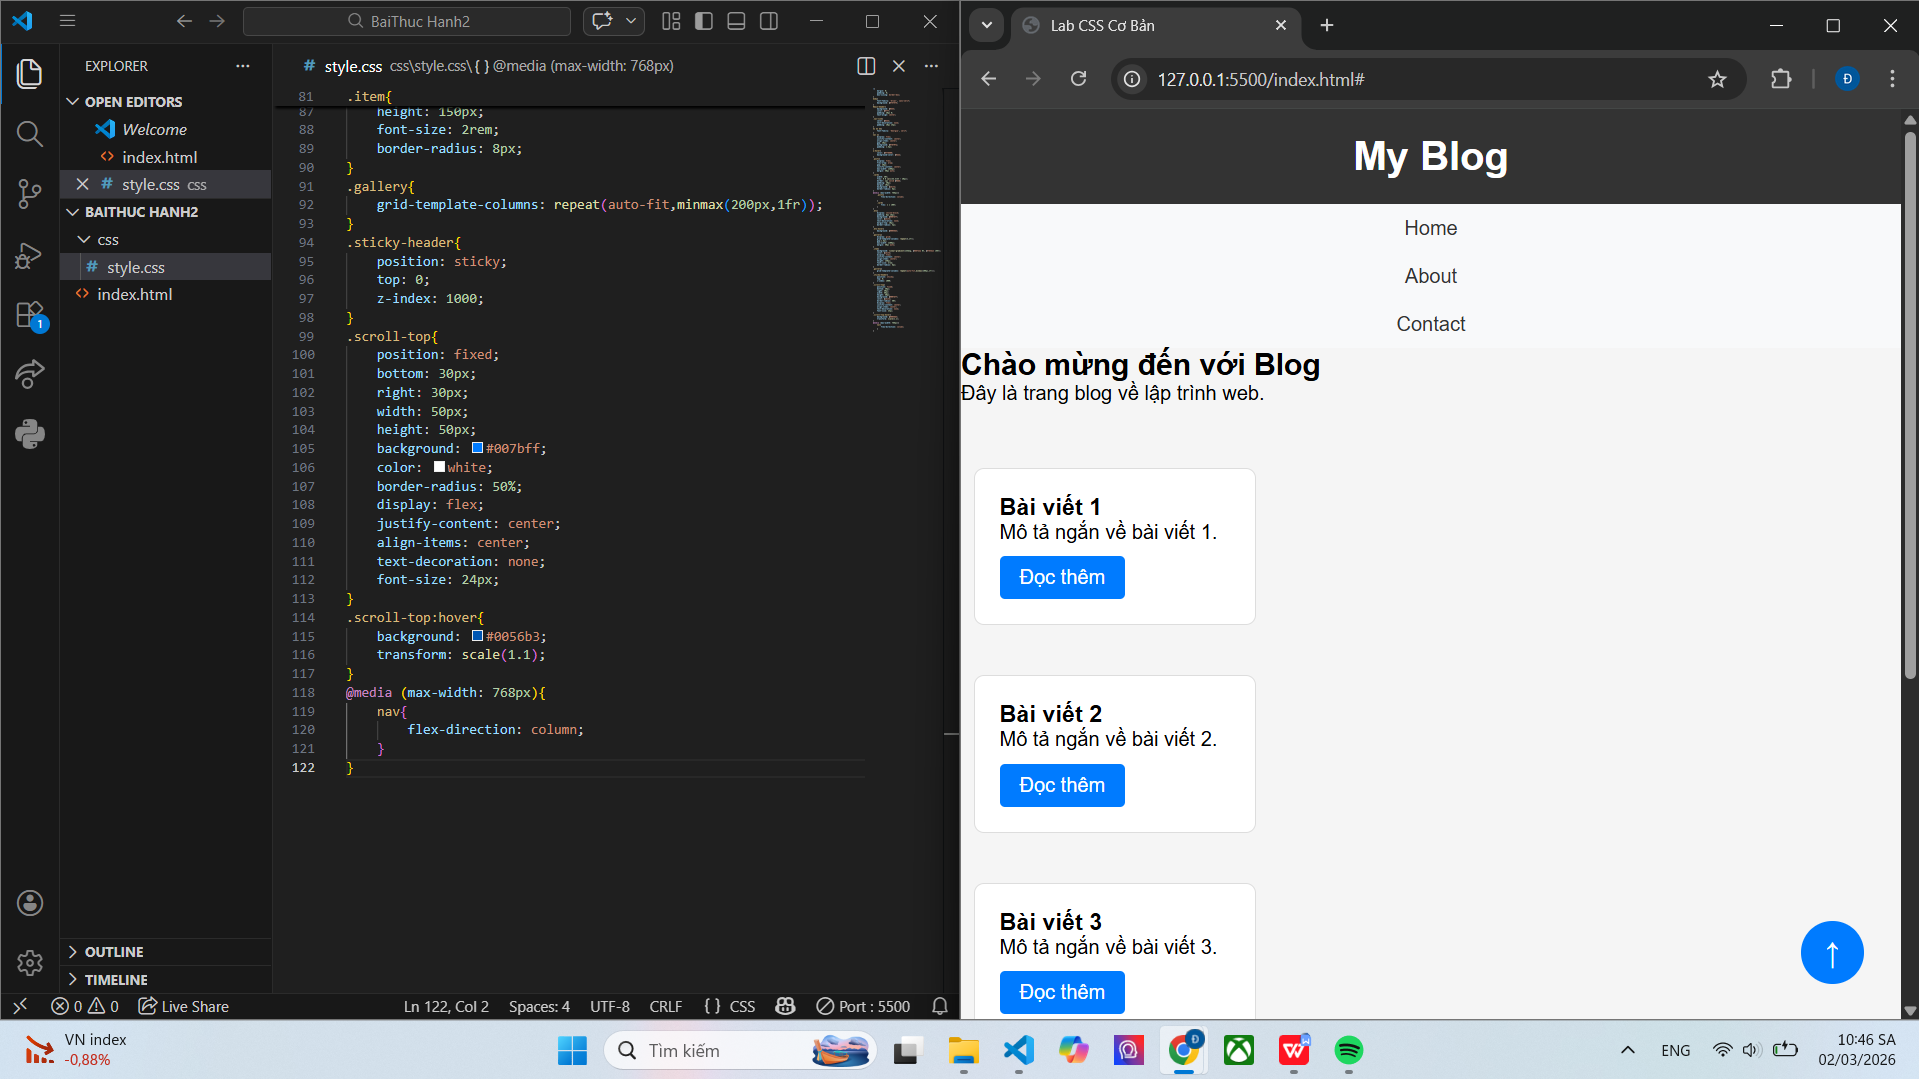 BaiThuc Hanh2
EXPLORER
OPEN EDITORS
Welcome
index.html
style.css css
BAITHUC HANH2
css
style.css
index.html
1
OUTLINE
TIMELINE
style.css css\style.css\{ } @media (max-width: 768px)
81 .item{
87 height: 150px;
88 font-size: 2rem;
89 border-radius: 8px;
90 }
91 .gallery{
92 grid-template-columns: repeat(auto-fit,minmax(200px,1fr));
93 }
94 .sticky-header{
95 position: sticky;
96 top: 0;
97 z-index: 1000;
98 }
99 .scroll-top{
100 position: fixed;
101 bottom: 30px;
102 right: 30px;
103 width: 50px;
104 height: 50px;
105 background: #007bff;
106 color: white;
107 border-radius: 50%;
108 display: flex;
109 justify-content: center;
110 align-items: center;
111 text-decoration: none;
112 font-size: 24px;
113 }
114 .scroll-top:hover{
115 background: #0056b3;
116 transform: scale(1.1);
117 }
118 @media (max-width: 768px){
119 nav{
120 flex-direction: column;
121 }
122 }
0 0 Live Share Ln 122, Col 2 Spaces: 4 UTF-8 CRLF { } CSS Port : 5500
Lab CSS Cơ Bản
127.0.0.1:5500/index.html#
Đ
My Blog
Home
About
Contact
Chào mừng đến với Blog
Đây là trang blog về lập trình web.
Bài viết 1
Mô tả ngắn về bài viết 1.
Đọc thêm
Bài viết 2
Mô tả ngắn về bài viết 2.
Đọc thêm
Bài viết 3
Mô tả ngắn về bài viết 3.
Đọc thêm
↑
VN index
-0,88%
Tìm kiếm
Đ
ENG
10:46 SA
02/03/2026